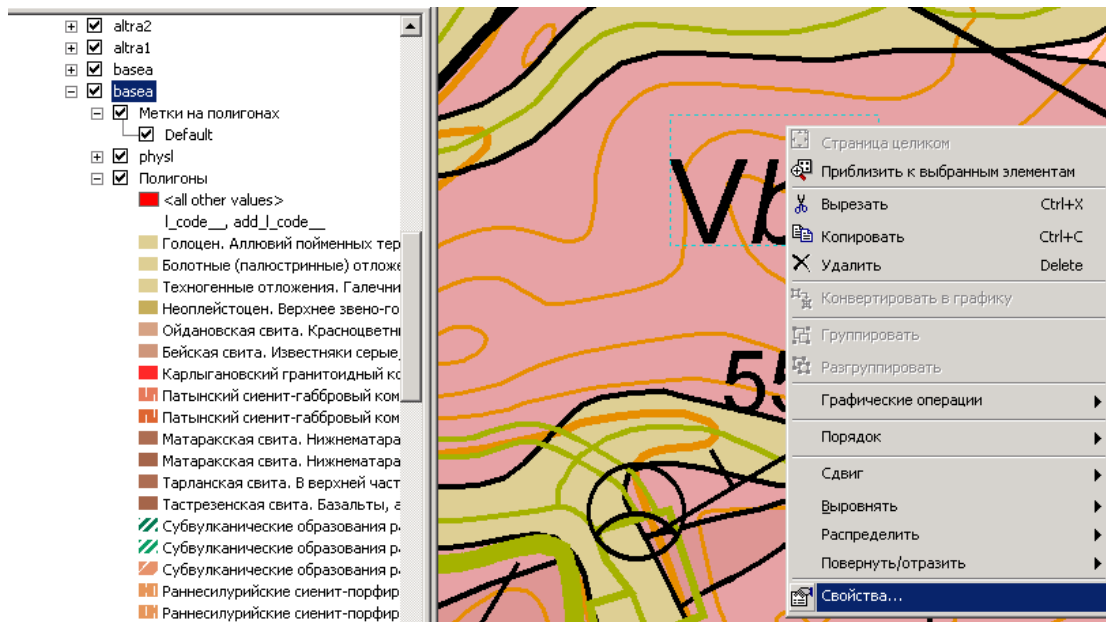 altra2
altra1
basea
basea
Метки на полигонах
Default
physl
Полигоны
<all other values>
l_code__, add_l_code__
Голоцен. Аллювий пойменных тер
Болотные (палюстринные) отложе
Техногенные отложения. Галечни
Неоплейстоцен. Верхнее звено-го
Ойдановская свита. Красноцветн
Бейская свита. Известняки серые,
Карлыгановский гранитоидный ко
Патынский сиенит-габбровый ком
Патынский сиенит-габбровый ком
Матаракская свита. Нижнематара
Матаракская свита. Нижнематара
Тарланская свита. В верхней част
Тастрезенская свита. Базальты, а
Субвулканические образования р
Субвулканические образования р
Субвулканические образования р
Раннесилурийские сиенит-порфир
Раннесилурийские сиенит-порфир
Vb
55
Страница целиком
Приблизить к выбранным элементам
Вырезать Ctrl+X
Копировать Ctrl+C
Удалить Delete
Конвертировать в графику
Группировать
Разгруппировать
Графические операции
Порядок
Сдвиг
Выровнять
Распределить
Повернуть/отразить
Свойства...